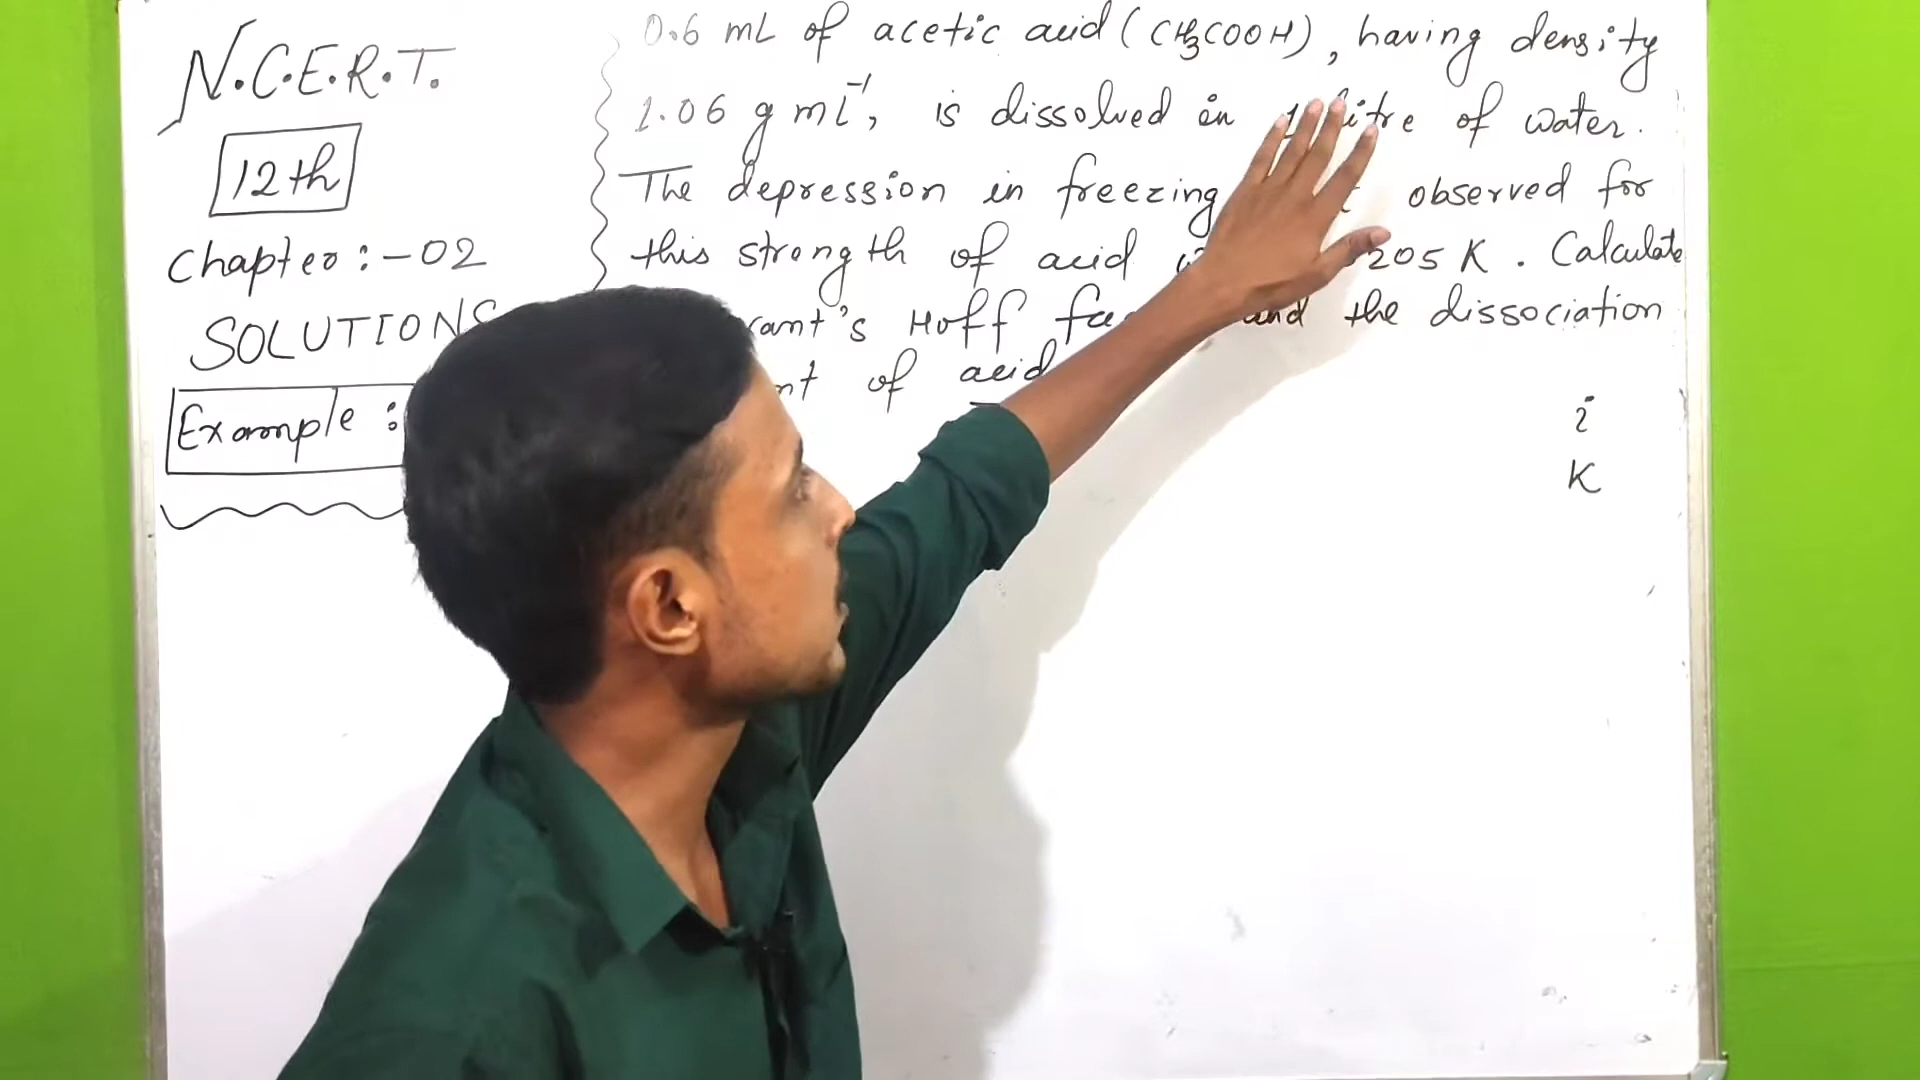 N.C.E.R.T.
12th
Chapter :- 02
SOLUTIONS
Example :
0.6 mL of acetic acid (CH3COOH), having density
1.06 g mL⁻¹, is dissolved in litre of water.
The depression in freezing observed for
this strength of acid 205 K. Calculate
Hoff and the dissociation
of acid
i
K